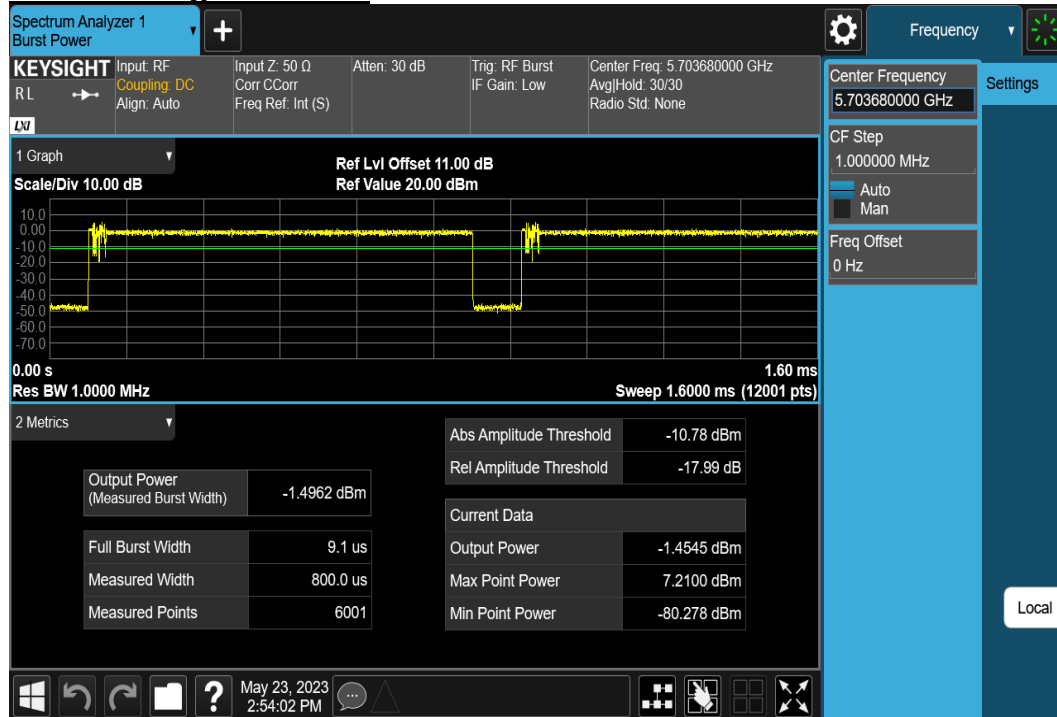 Spectrum Analyzer 1
Burst Power
+
Frequency
KEYSIGHT
R L
LXI
Input: RF
Coupling: DC
Align: Auto
Input Z: 50 Ω
Corr CCorr
Freq Ref: Int (S)
Atten: 30 dB
Trig: RF Burst
IF Gain: Low
Center Freq: 5.703680000 GHz
Avg|Hold: 30/30
Radio Std: None
Center Frequency
5.703680000 GHz
Settings
CF Step
1.000000 MHz
Auto
Man
Freq Offset
0 Hz
1 Graph
Scale/Div 10.00 dB
Ref Lvl Offset 11.00 dB
Ref Value 20.00 dBm
10.0
0.00
-10.0
-20.0
-30.0
-40.0
-50.0
-60.0
-70.0
0.00 s
1.60 ms
Res BW 1.0000 MHz
Sweep 1.6000 ms (12001 pts)
2 Metrics
Output Power
(Measured Burst Width)
-1.4962 dBm
Full Burst Width 9.1 us
Measured Width 800.0 us
Measured Points 6001
Abs Amplitude Threshold -10.78 dBm
Rel Amplitude Threshold -17.99 dB
Current Data
Output Power -1.4545 dBm
Max Point Power 7.2100 dBm
Min Point Power -80.278 dBm
Local
?
May 23, 2023
2:54:02 PM